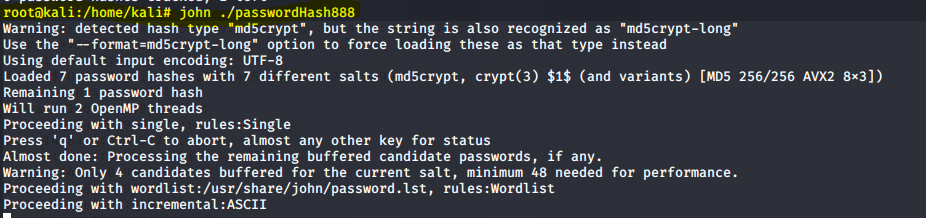 root@kali:/home/kali# john ./passwordHash888
Warning: detected hash type "md5crypt", but the string is also recognized as "md5crypt-long"
Use the "--format=md5crypt-long" option to force loading these as that type instead
Using default input encoding: UTF-8
Loaded 7 password hashes with 7 different salts (md5crypt, crypt(3) $1$ (and variants) [MD5 256/256 AVX2 8×3])
Remaining 1 password hash
Will run 2 OpenMP threads
Proceeding with single, rules:Single
Press 'q' or Ctrl-C to abort, almost any other key for status
Almost done: Processing the remaining buffered candidate passwords, if any.
Warning: Only 4 candidates buffered for the current salt, minimum 48 needed for performance.
Proceeding with wordlist:/usr/share/john/password.lst, rules:Wordlist
Proceeding with incremental:ASCII